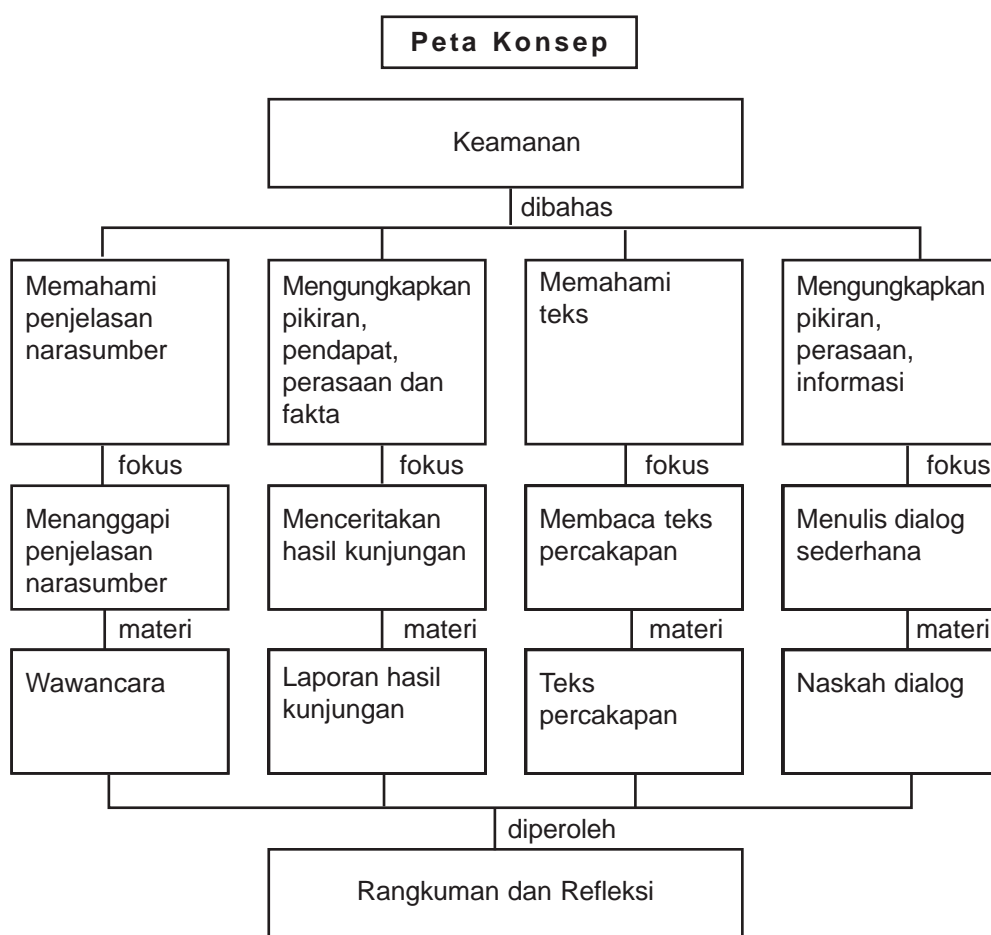 Peta Konsep
Keamanan
dibahas
Memahami
penjelasan
narasumber
Mengungkapkan
pikiran,
pendapat,
perasaan dan
fakta
Memahami
teks
Mengungkapkan
pikiran,
perasaan,
informasi
fokus
fokus
fokus
fokus
Menanggapi
penjelasan
narasumber
Menceritakan
hasil kunjungan
Membaca teks
percakapan
Menulis dialog
sederhana
materi
materi
materi
materi
Wawancara
Laporan hasil
kunjungan
Teks
percakapan
Naskah dialog
diperoleh
Rangkuman dan Refleksi